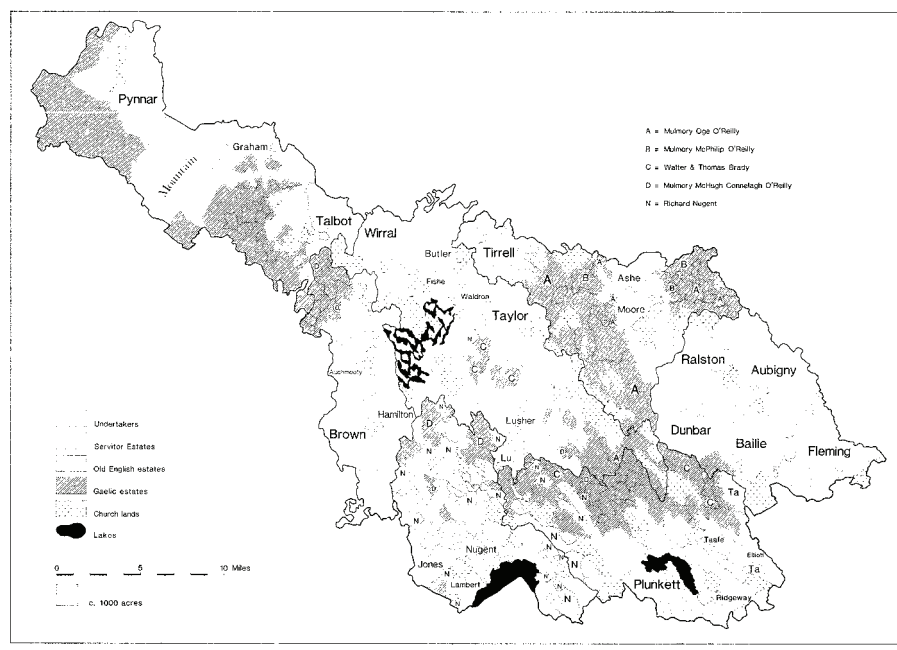 Pynnar
Mountain
Graham
Talbot
Wirral
Butler
Fishe
Waldron
Tirrell
Taylor
Ashe
Moore
Ralston
Aubigny
Dunbar
Bailie
Fleming
Auchmooty
Hamilton
Brown
Lusher
Lu.
Ta
Taafe
Elliott
Ta
Plunkett
Ridgeway
Nugent
Jones
Lambert
A = Mulmory Oge O'Reilly
B = Mulmory McPhilip O'Reilly
C = Walter & Thomas Brady
D = Mulmory McHugh Connelagh O'Reilly
N = Richard Nugent
Undertakers
Servitor Estates
Old English estates
Gaelic estates
Church lands
Lakes
0 5 10 Miles
c. 1000 acres